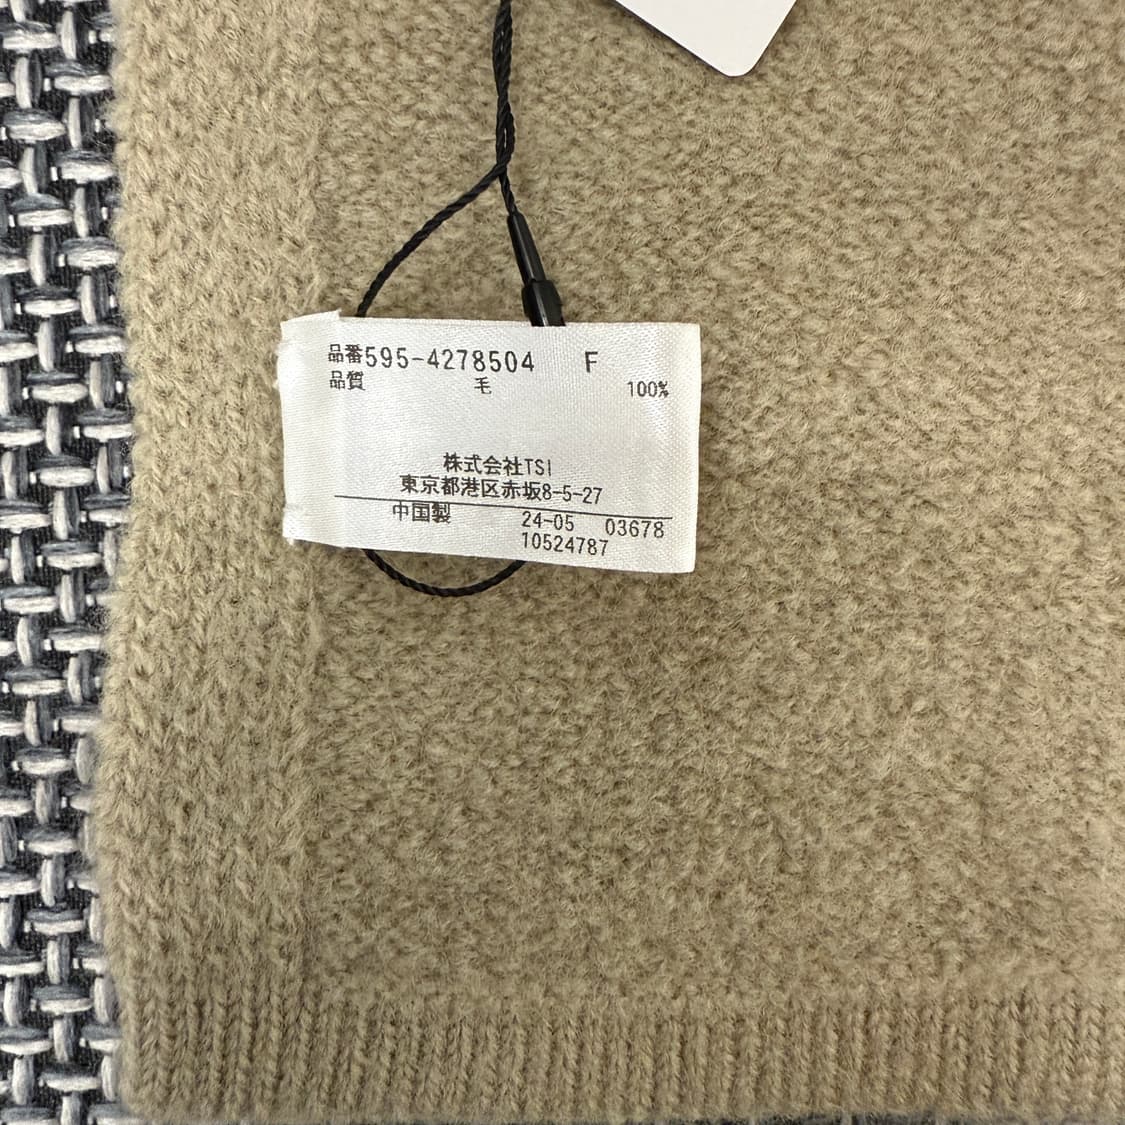 品番595-4278504 F
品質 毛 100%
株式会社TSI
東京都港区赤坂8-5-27
中国製 24-05 03678
10524787